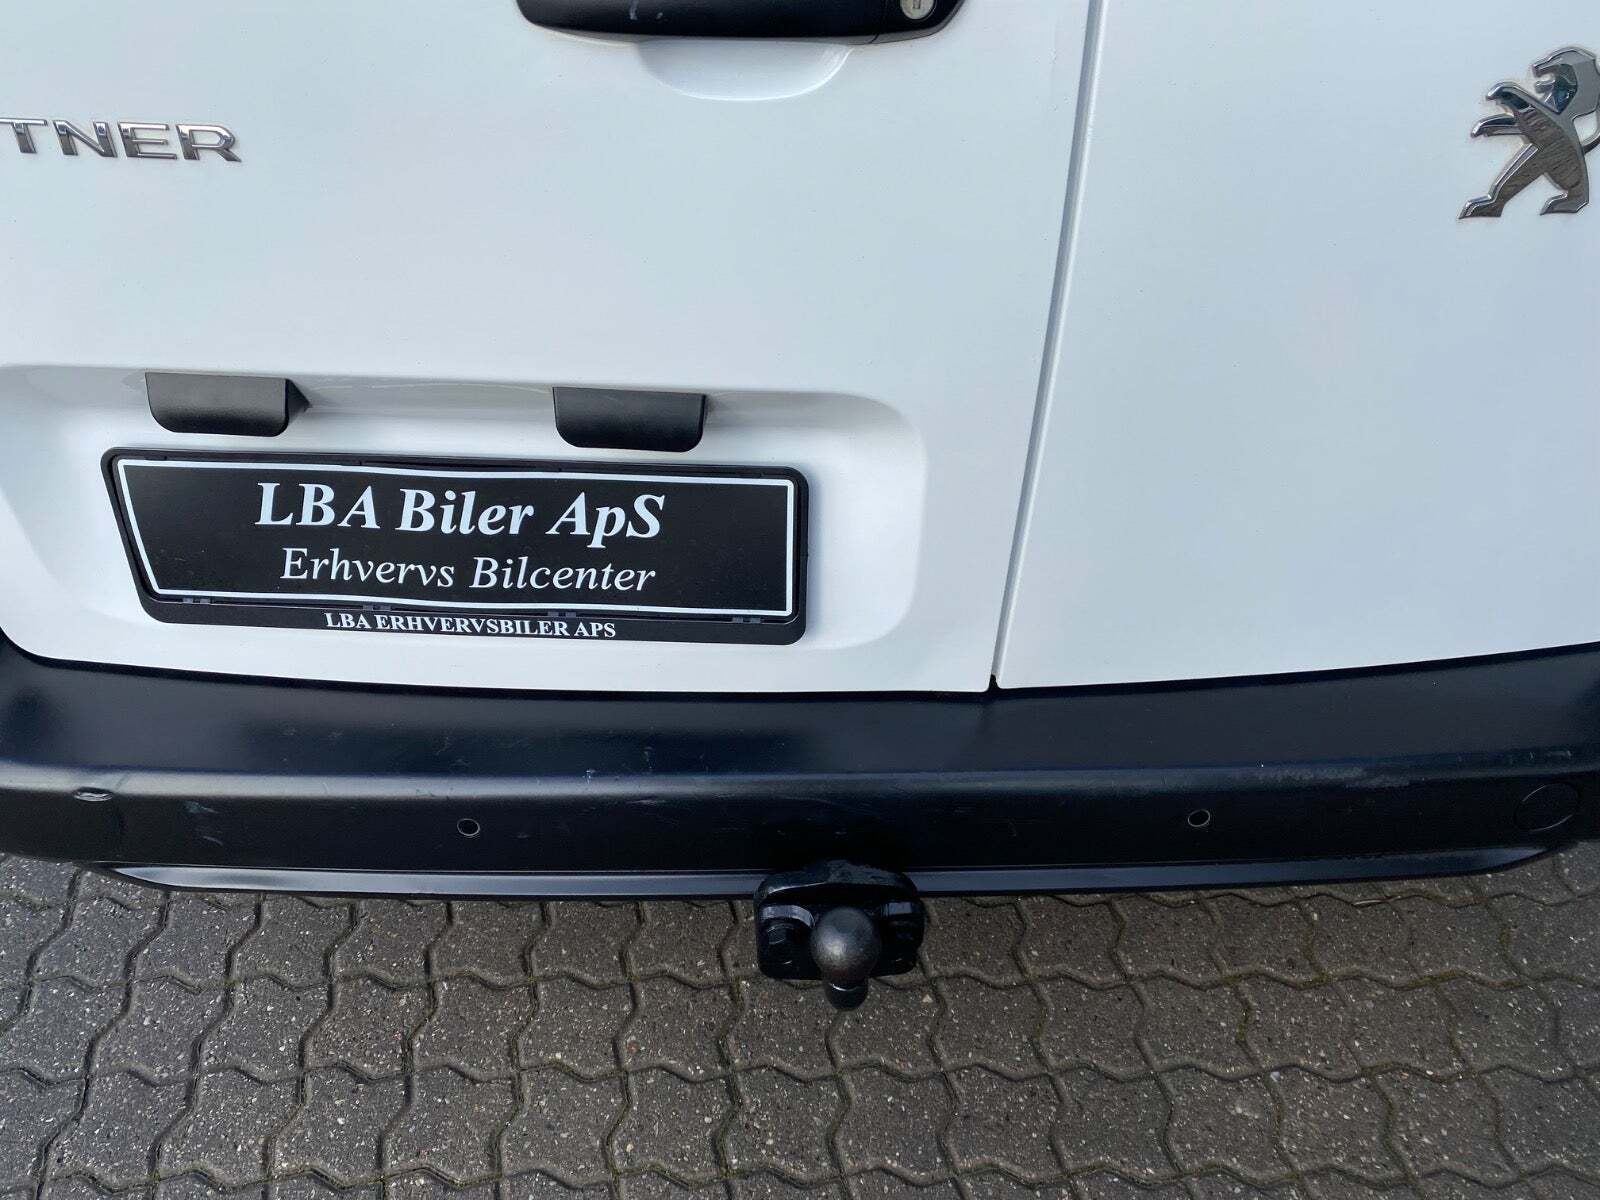 TNER
LBA Biler ApS
Erhvervs Bilcenter
LBA ERHVERVSBILER APS